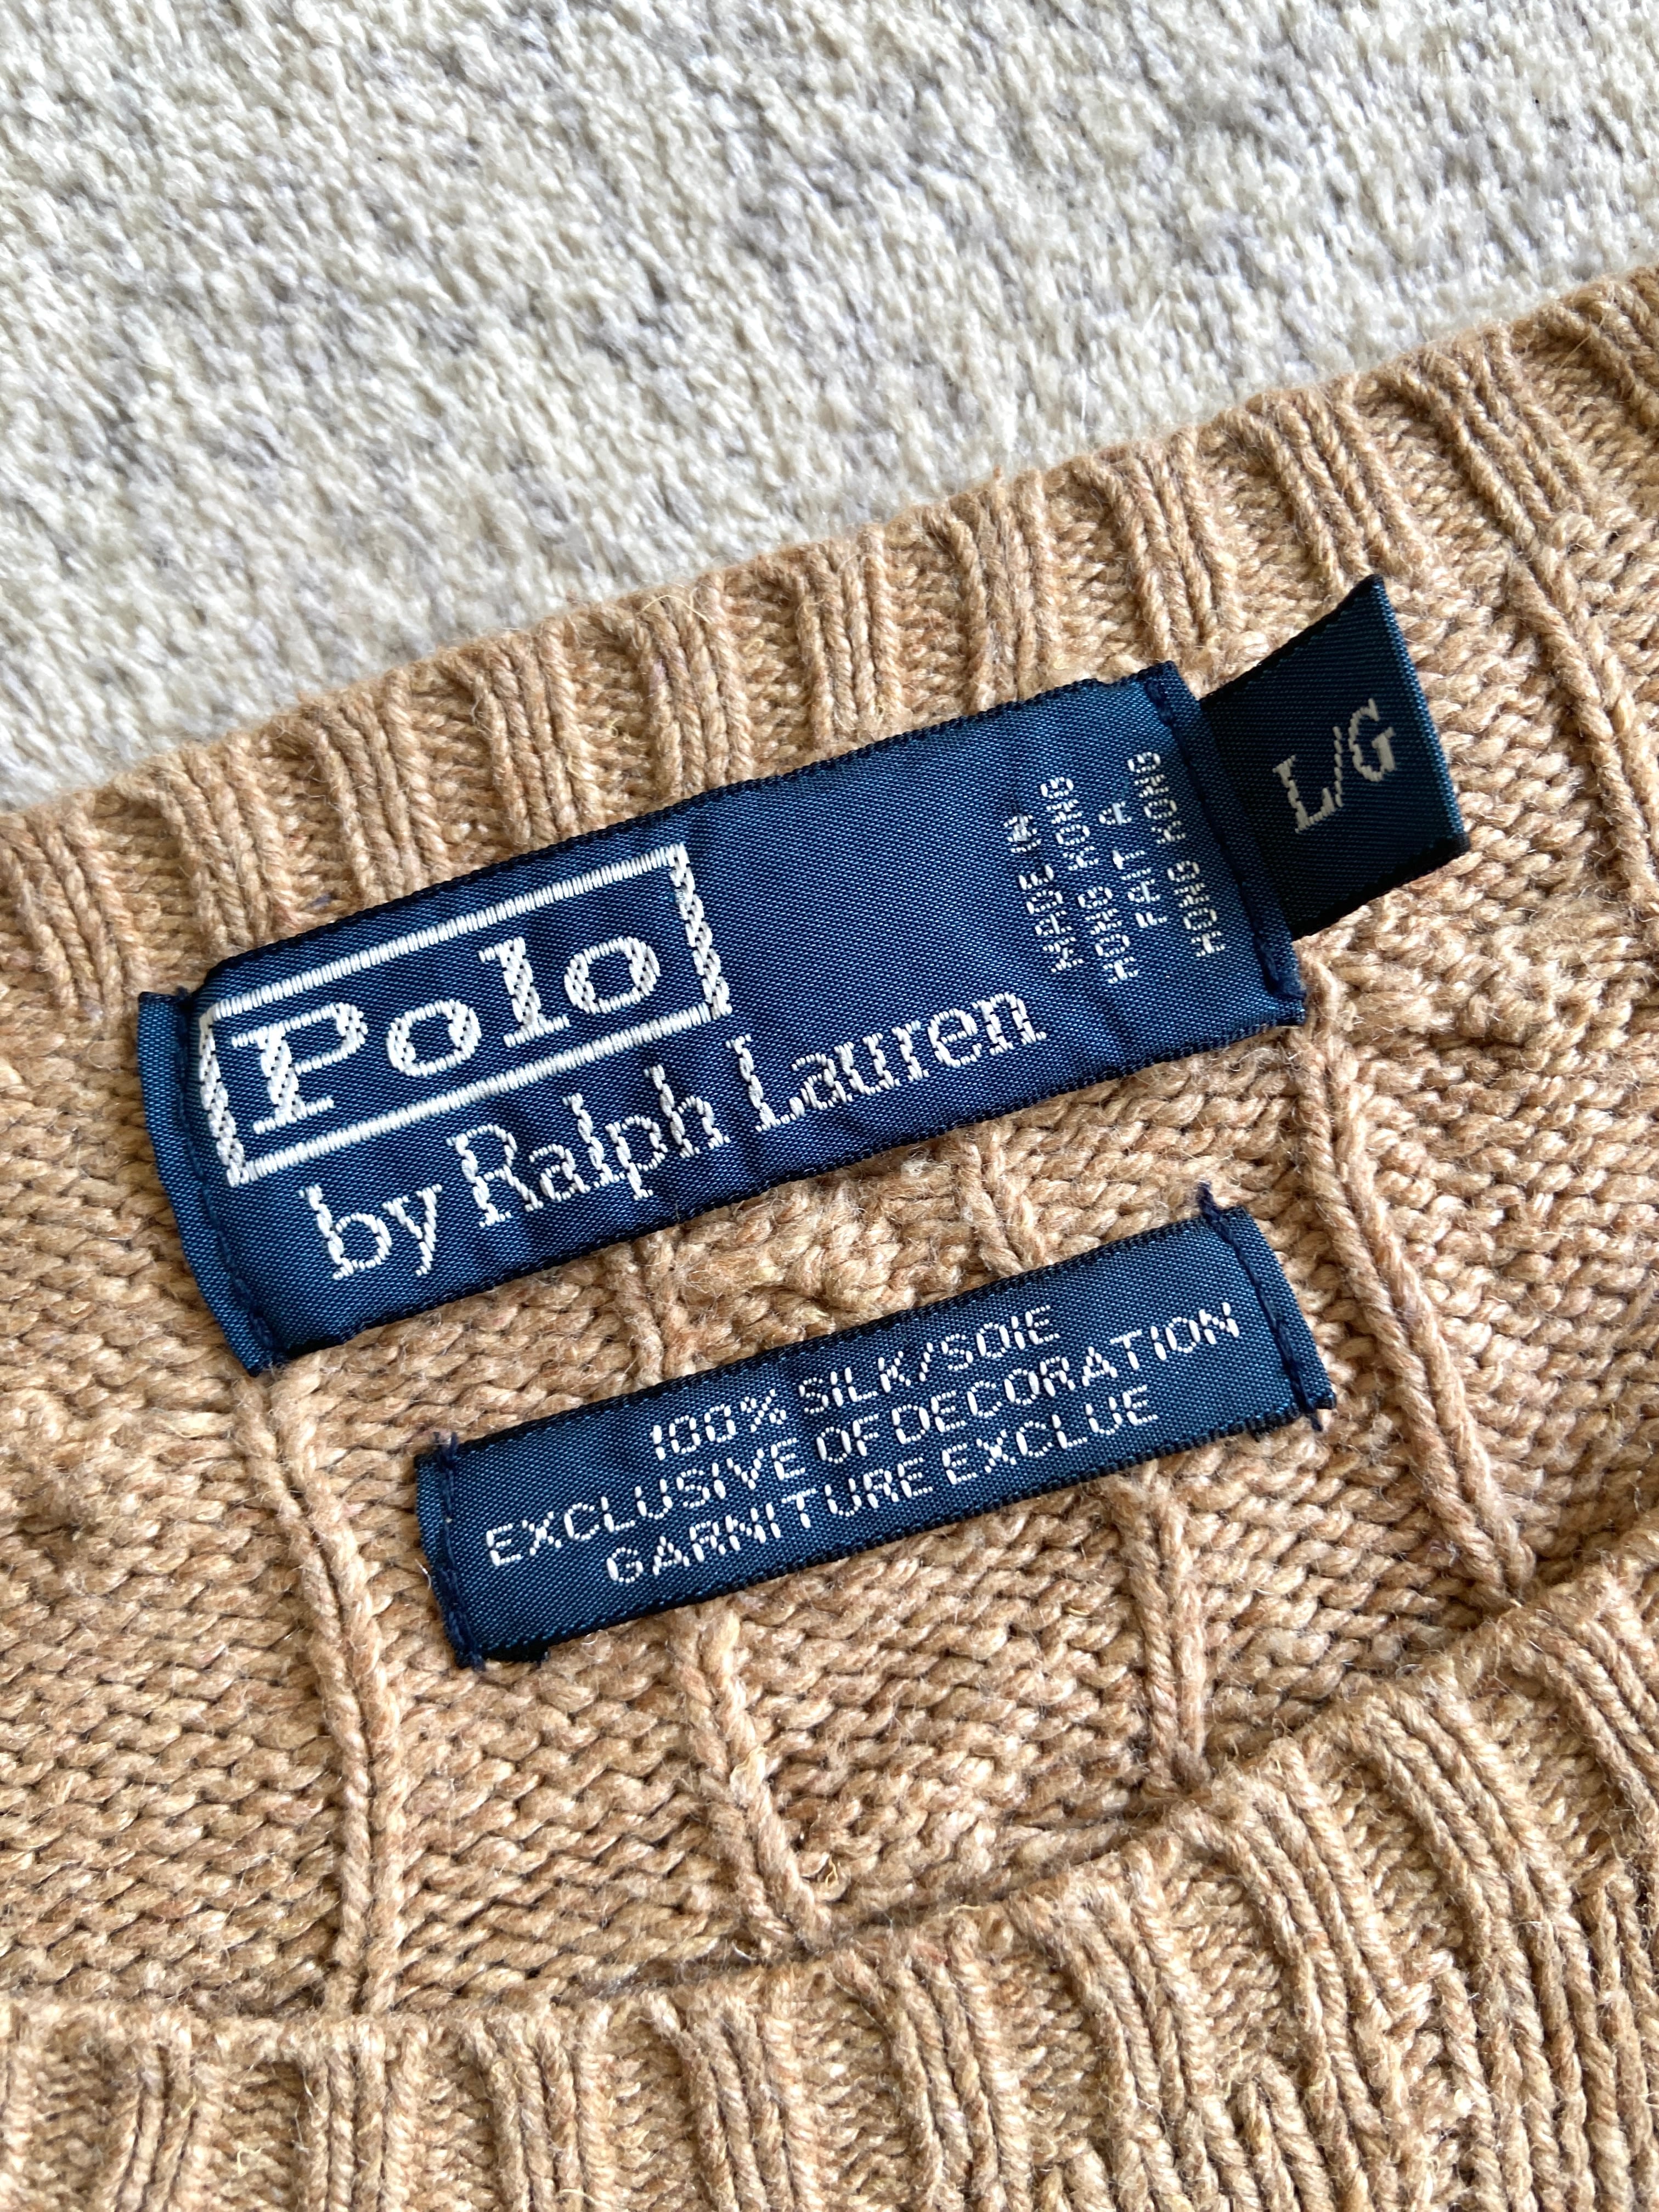 Polo
by Ralph Lauren
MADE IN
HONG KONG
FAIT A
HONG KONG
L/G
100% SILK/SOIE
EXCLUSIVE OF DECORATION
GARNITURE EXCLUE